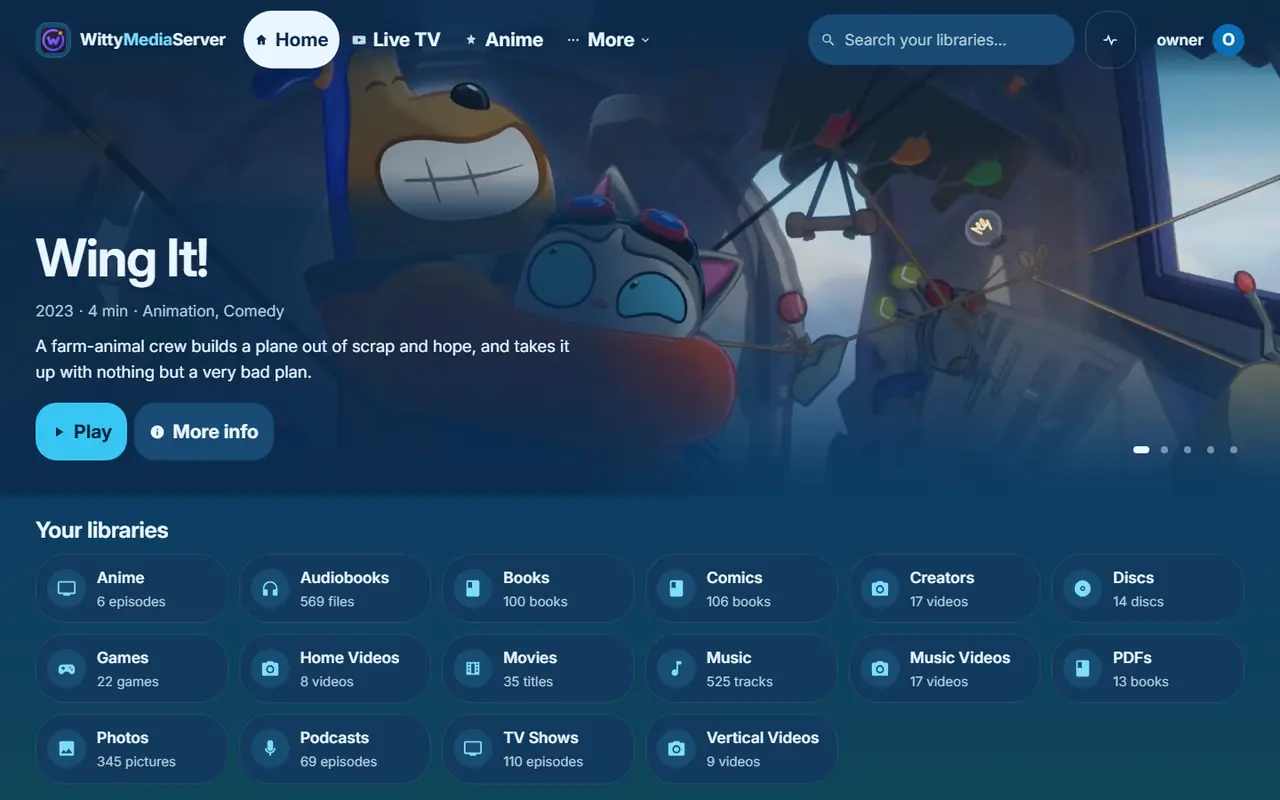 WittyMediaServer
Home
Live TV
Anime
More
Search your libraries...
owner
O
Wing It!
2023 · 4 min · Animation, Comedy
A farm-animal crew builds a plane out of scrap and hope, and takes it
up with nothing but a very bad plan.
Play
More info
Your libraries
Anime
6 episodes
Audiobooks
569 files
Books
100 books
Comics
106 books
Creators
17 videos
Discs
14 discs
Games
22 games
Home Videos
8 videos
Movies
35 titles
Music
525 tracks
Music Videos
17 videos
PDFs
13 books
Photos
345 pictures
Podcasts
69 episodes
TV Shows
110 episodes
Vertical Videos
9 videos